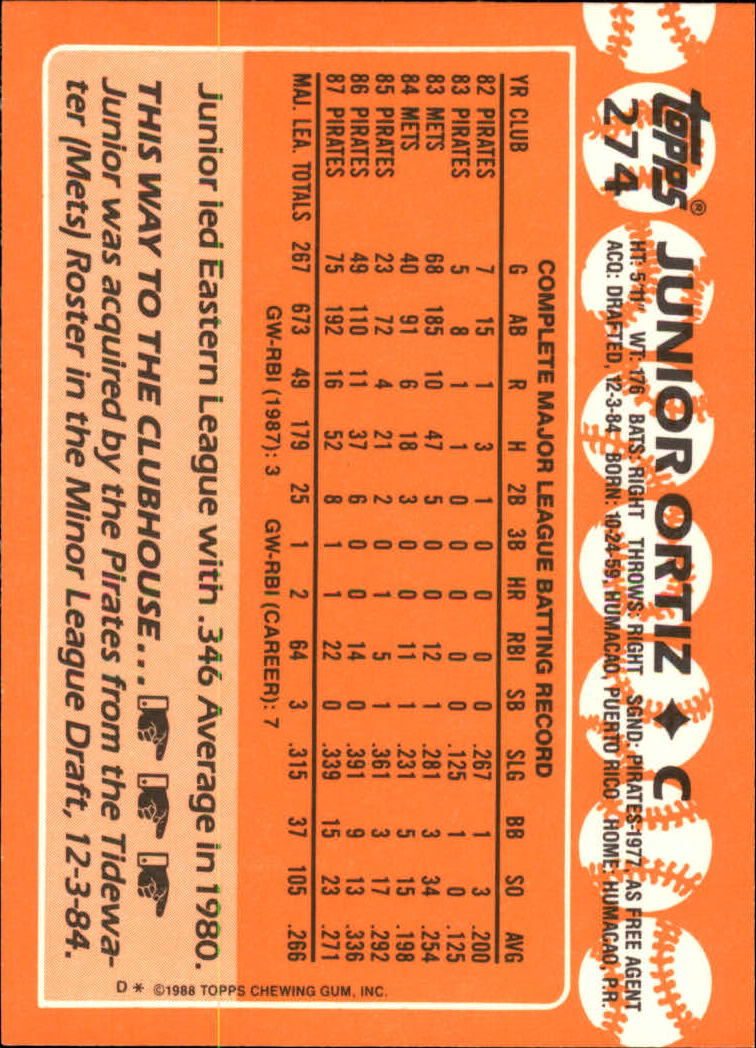 topps®
274
JUNIOR ORTIZ ♦ C
HT: 5'11" WT: 176 BATS: RIGHT THROWS: RIGHT SGND: PIRATES-1977, AS FREE AGENT
ACQ: DRAFTED, 12-3-84 BORN: 10-24-59, HUMACAO, PUERTO RICO HOME: HUMACAO, P.R.
COMPLETE MAJOR LEAGUE BATTING RECORD
YR CLUB G AB R H 2B 3B HR RBI SB SLG BB SO AVG
82 PIRATES 7 15 1 3 1 0 0 0 0 .267 1 3 .200
83 PIRATES 5 8 1 1 0 0 0 0 0 .125 1 0 .125
83 METS 68 185 10 47 5 0 0 12 1 .281 3 34 .254
84 METS 40 91 6 18 3 0 0 11 1 .231 5 15 .198
85 PIRATES 23 72 4 21 2 0 1 5 1 .361 3 17 .292
86 PIRATES 49 110 11 37 6 0 0 14 0 .391 9 13 .336
87 PIRATES 75 192 16 52 8 1 1 22 0 .339 15 23 .271
MAJ. LEA. TOTALS 267 673 49 179 25 1 2 64 3 .315 37 105 .266
GW-RBI (1987): 3 GW-RBI (CAREER): 7
Junior led Eastern League with .346 Average in 1980.
THIS WAY TO THE CLUBHOUSE...
Junior was acquired by the Pirates from the Tidewa-
ter (Mets) Roster in the Minor League Draft, 12-3-84.
D * ©1988 TOPPS CHEWING GUM, INC.